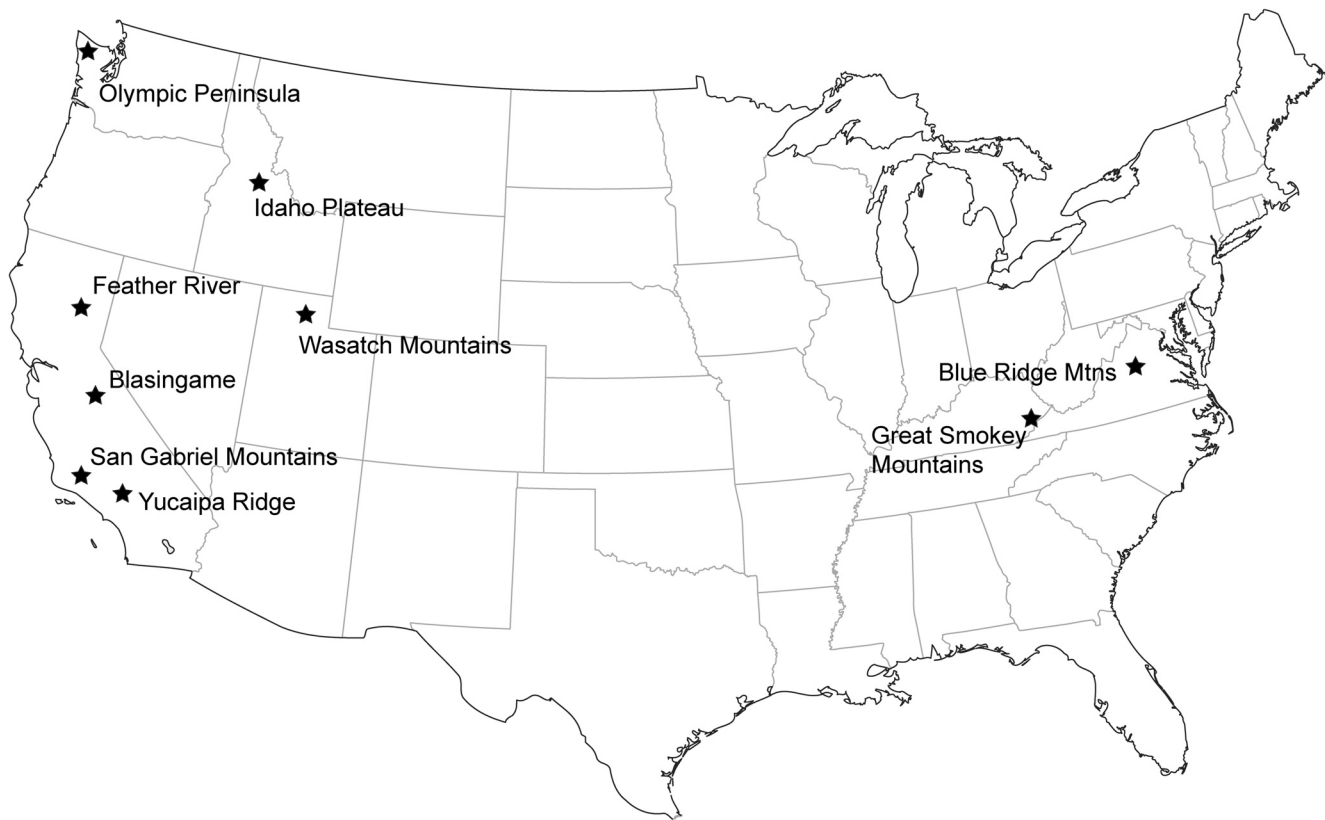 Olympic Peninsula
Idaho Plateau
Feather River
Wasatch Mountains
Blasingame
Blue Ridge Mtns
Great Smokey
Mountains
San Gabriel Mountains
Yucaipa Ridge